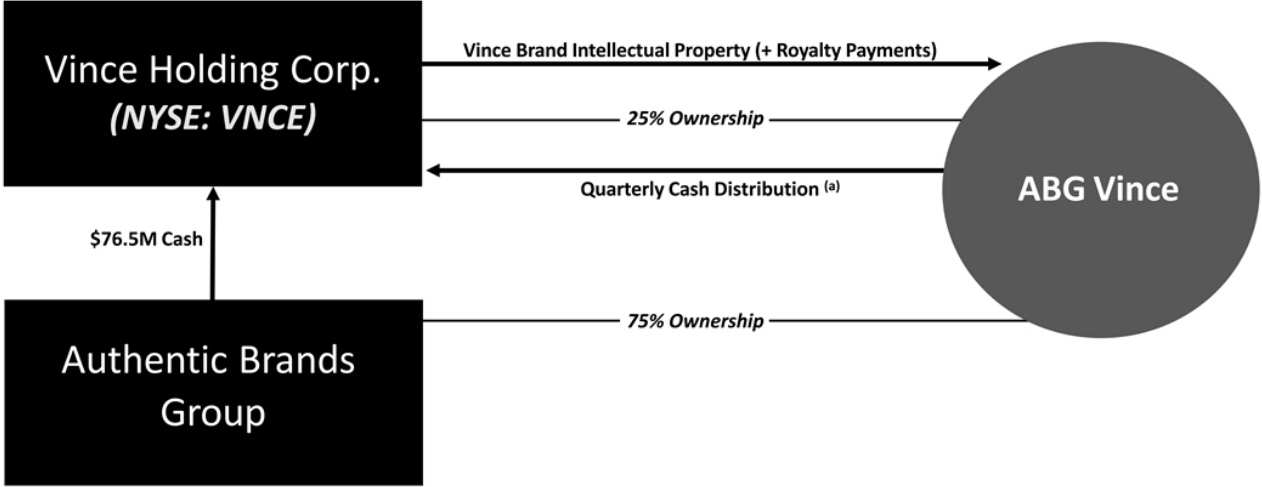 Vince Holding Corp.
(NYSE: VNCE)
Vince Brand Intellectual Property (+ Royalty Payments)
25% Ownership
Quarterly Cash Distribution (a)
ABG Vince
$76.5M Cash
Authentic Brands
Group
75% Ownership